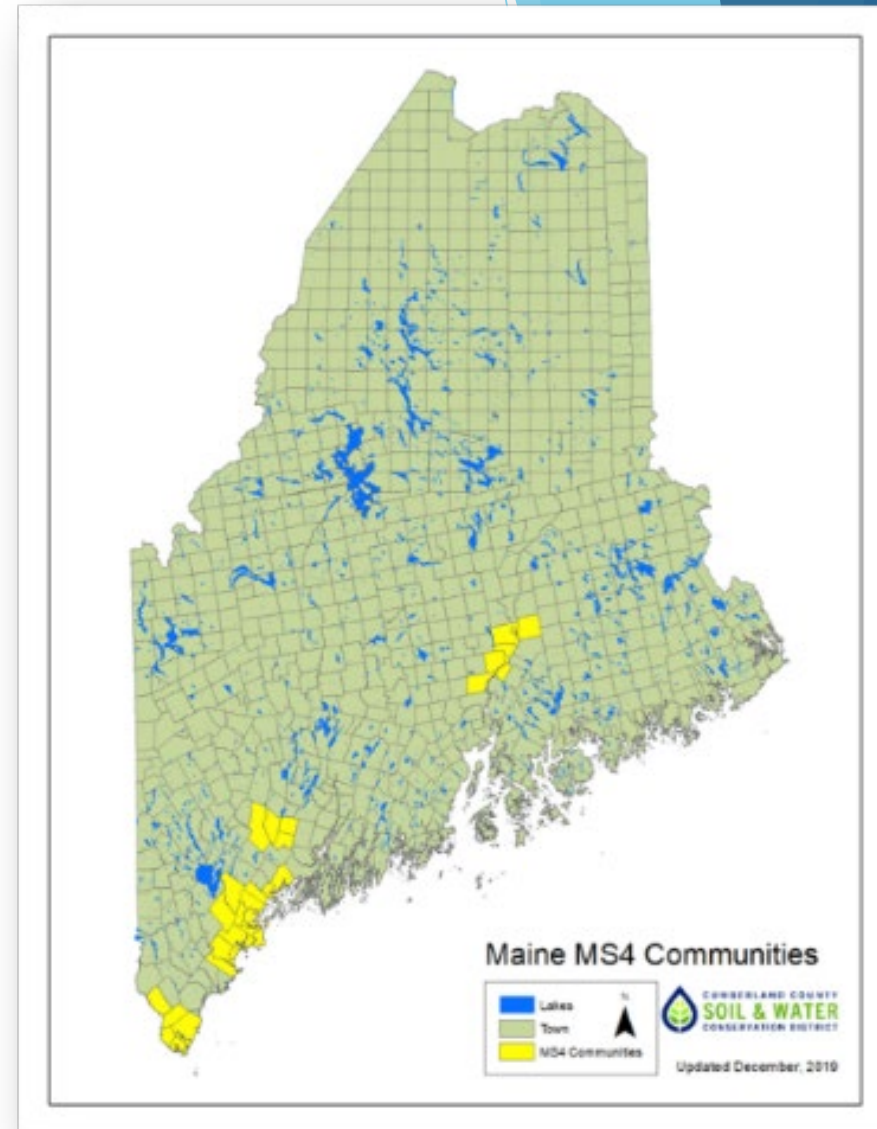 Maine MS4 Communities
Lakes
Town
MS4 Communities
N
CUMBERLAND COUNTY
SOIL & WATER
CONSERVATION DISTRICT
Updated December, 2019